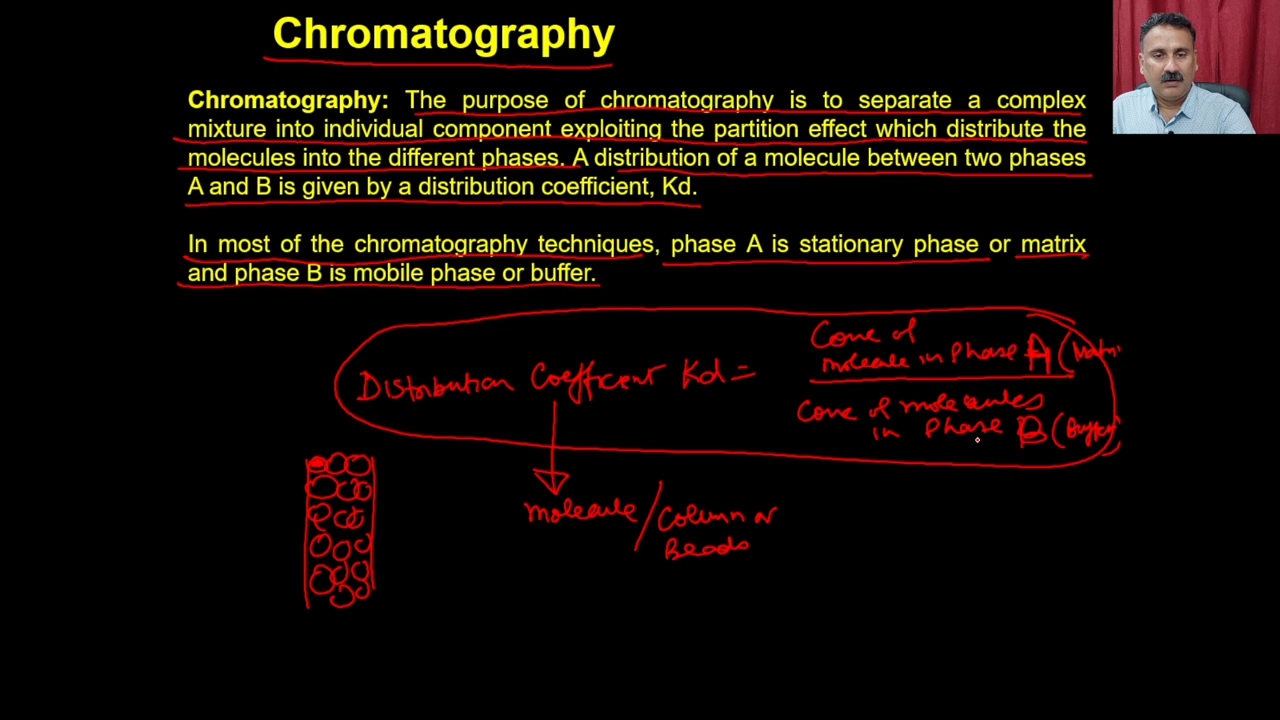 Chromatography
Chromatography: The purpose of chromatography is to separate a complex
mixture into individual component exploiting the partition effect which distribute the
molecules into the different phases. A distribution of a molecule between two phases
A and B is given by a distribution coefficient, Kd.
In most of the chromatography techniques, phase A is stationary phase or matrix
and phase B is mobile phase or buffer.
Conc of
molecule in Phase A (Matri
Distribution Coefficient Kd =
Conc of molecules
in Phase B (Buffer)
molecule / Column or
Beads